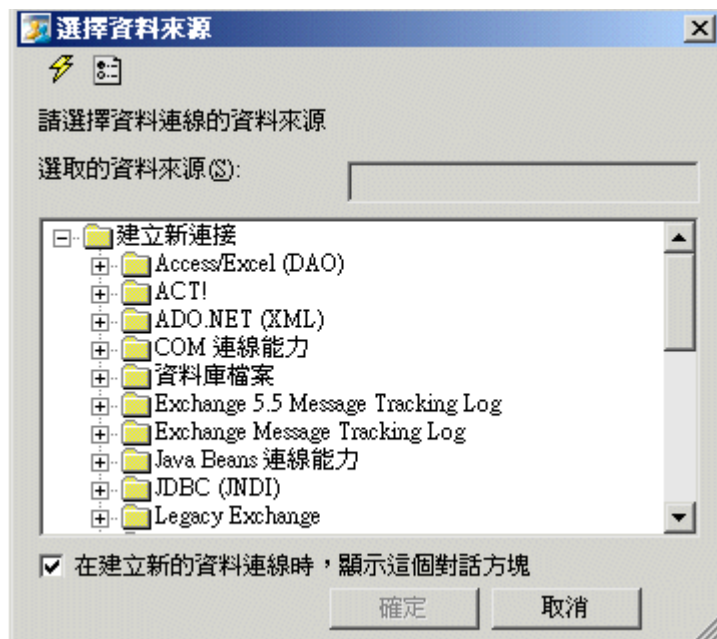 選擇資料來源
請選擇資料連線的資料來源
選取的資料來源(S):
建立新連接
Access/Excel (DAO)
ACT!
ADO.NET (XML)
COM 連線能力
資料庫檔案
Exchange 5.5 Message Tracking Log
Exchange Message Tracking Log
Java Beans 連線能力
JDBC (JNDI)
Legacy Exchange
在建立新的資料連線時，顯示這個對話方塊
確定 取消